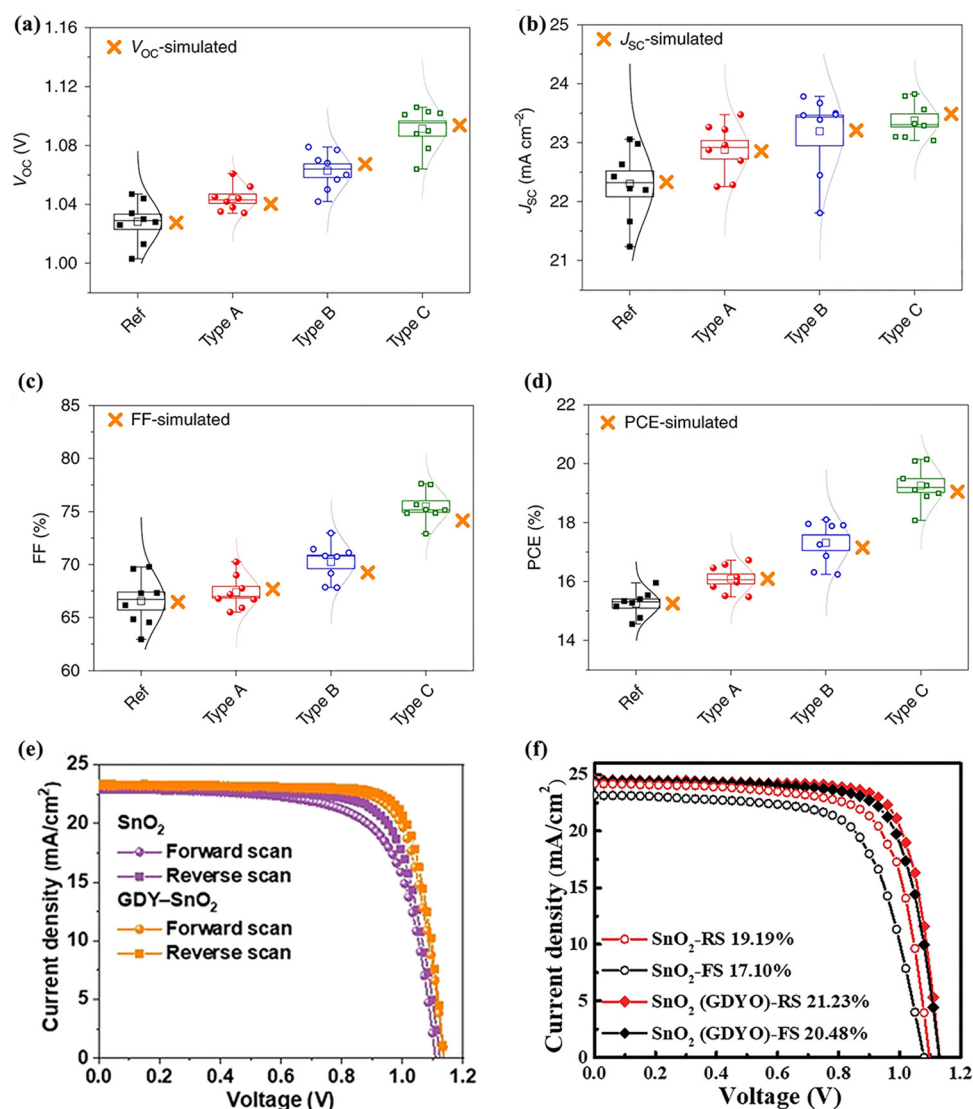 (a)
1.16
1.12
1.08
1.04
1.00
V_OC (V)
V_OC-simulated
Ref
Type A
Type B
Type C
(b)
25
24
23
22
21
J_SC (mA cm⁻²)
J_SC-simulated
Ref
Type A
Type B
Type C
(c)
85
80
75
70
65
60
FF (%)
FF-simulated
Ref
Type A
Type B
Type C
(d)
22
20
18
16
14
12
PCE (%)
PCE-simulated
Ref
Type A
Type B
Type C
(e)
25
20
15
10
5
0
Current density (mA/cm²)
SnO₂
Forward scan
Reverse scan
GDY–SnO₂
Forward scan
Reverse scan
0.0 0.2 0.4 0.6 0.8 1.0 1.2
Voltage (V)
(f)
25
20
15
10
5
0
Current density (mA/cm²)
SnO₂-RS 19.19%
SnO₂-FS 17.10%
SnO₂ (GDYO)-RS 21.23%
SnO₂ (GDYO)-FS 20.48%
0.0 0.2 0.4 0.6 0.8 1.0 1.2
Voltage (V)